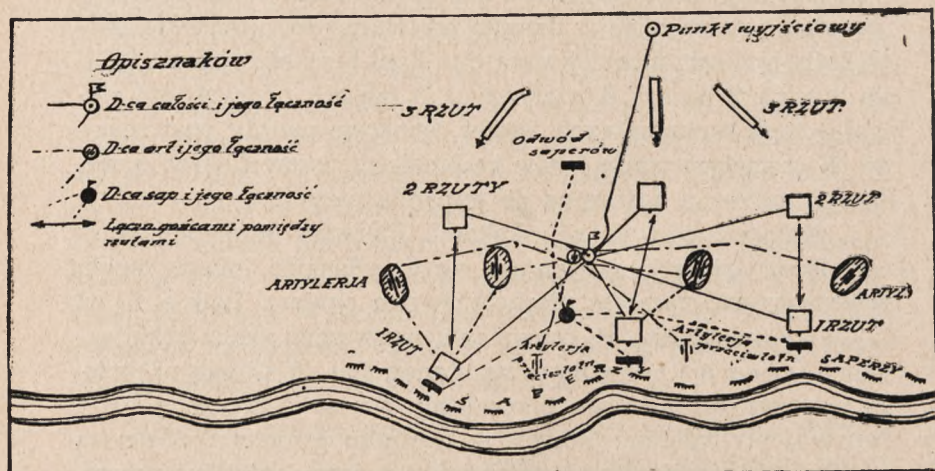 Opis znaków
D-ca całości i jego łączność
D-ca art i jego łączność
D-ca sap i jego łączność
Łączn. gońcami pomiędzy
rzutami
Punkt wyjściowy
3 RZUT
3 RZUT.
Odwód
saperów
2 RZUTY
2 RZUT
ARTYLERJA
ARTYL.
1 RZUT
1 RZUT
Artylerja
przeciwlotn
Artylerja
przeciwlotn
SAPERZY
SAPERZY